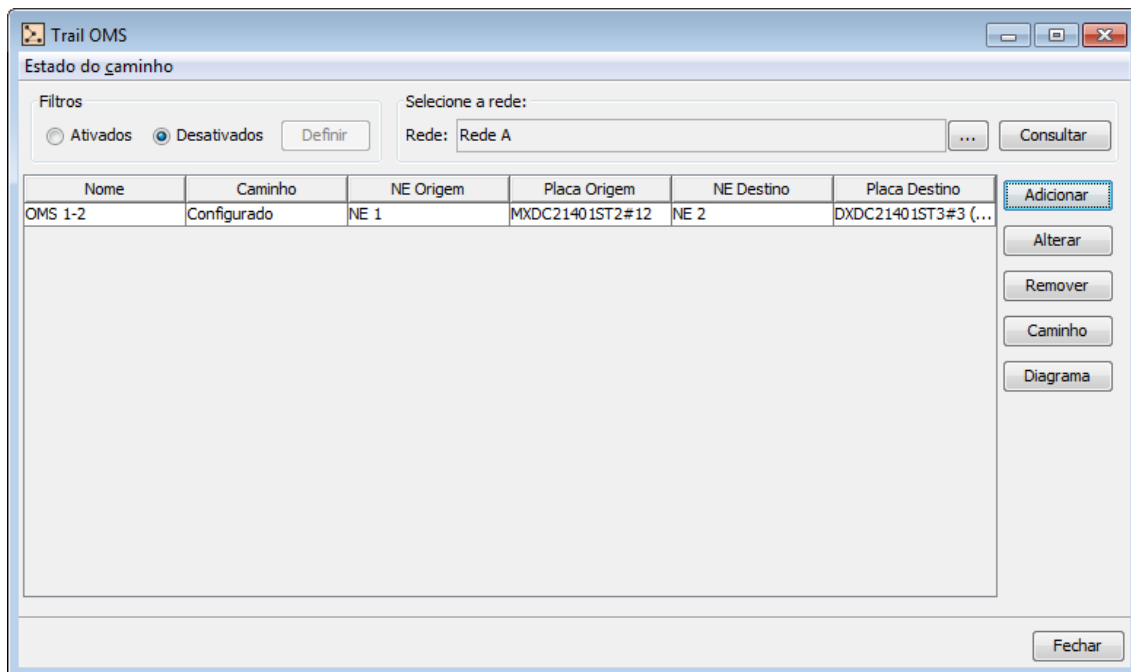 Trail OMS
Estado do caminho
Filtros
Ativados Desativados Definir
Selecione a rede:
Rede: Rede A ... Consultar
Nome Caminho NE Origem Placa Origem NE Destino Placa Destino
OMS 1-2 Configurado NE 1 MXDC21401ST2#12 NE 2 DXDC21401ST3#3 (...
Adicionar
Alterar
Remover
Caminho
Diagrama
Fechar